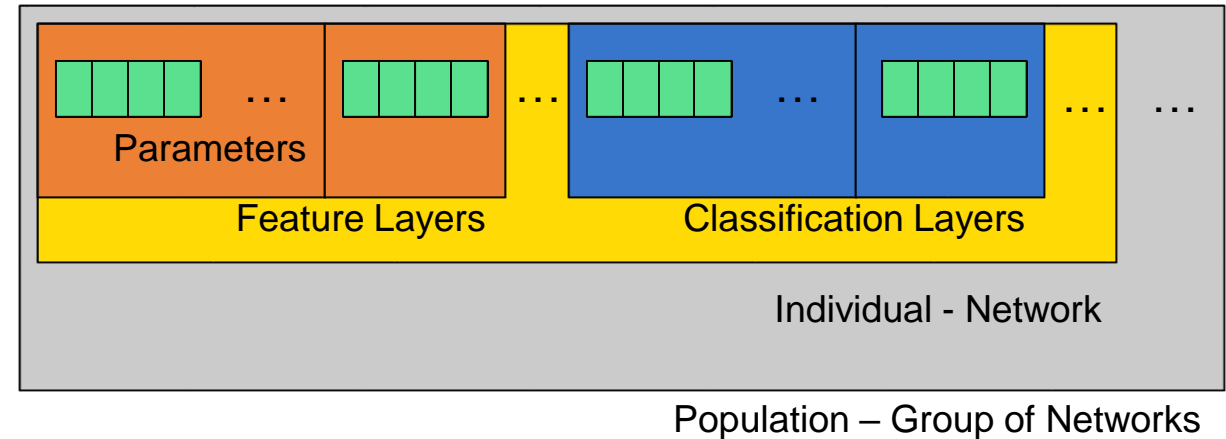 ... ... ... ... ...
Parameters
Feature Layers Classification Layers
Individual - Network
Population – Group of Networks